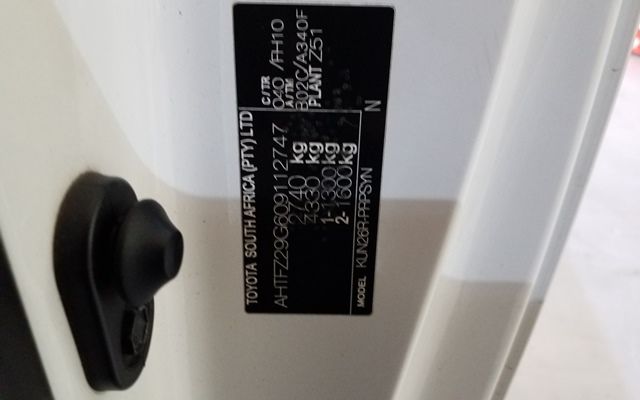 TOYOTA SOUTH AFRICA (PTY) LTD
AHTFZ29G609112747
2740 kg
4330 kg
1- 1300 kg
2- 1600 kg
MODEL KUN26R-PRPSYN
C/TR
040 /FH10
A/TM
B02C/A340F
PLANT Z51
N